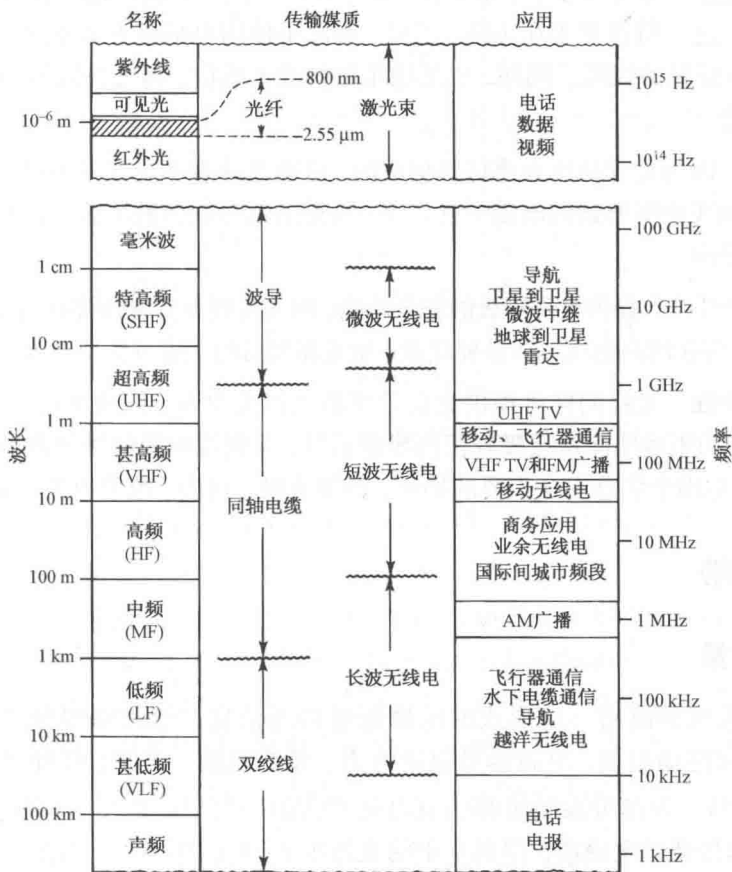 名称 传输媒质 应用
紫外线
800 nm
10¹⁵ Hz
可见光
光纤 激光束 电话
10⁻⁶ m
数据
2.55 μm
视频
红外光
10¹⁴ Hz
毫米波
100 GHz
1 cm
波导
导航
特高频
(SHF)
微波无线电
卫星到卫星
微波中继
10 GHz
地球到卫星
10 cm
雷达
超高频
(UHF)
1 GHz
UHF TV
1 m
移动、飞行器通信
波长
甚高频
(VHF)
VHF TV和FM广播
100 MHz
频率
短波无线电
移动无线电
10 m
同轴电缆
商务应用
高频
(HF)
业余无线电
10 MHz
国际间城市频段
100 m
中频
(MF)
AM广播
1 MHz
1 km
长波无线电
飞行器通信
低频
(LF)
水下电缆通信
100 kHz
导航
越洋无线电
10 km
双绞线
甚低频
(VLF)
10 kHz
100 km
电话
声频
电报
1 kHz